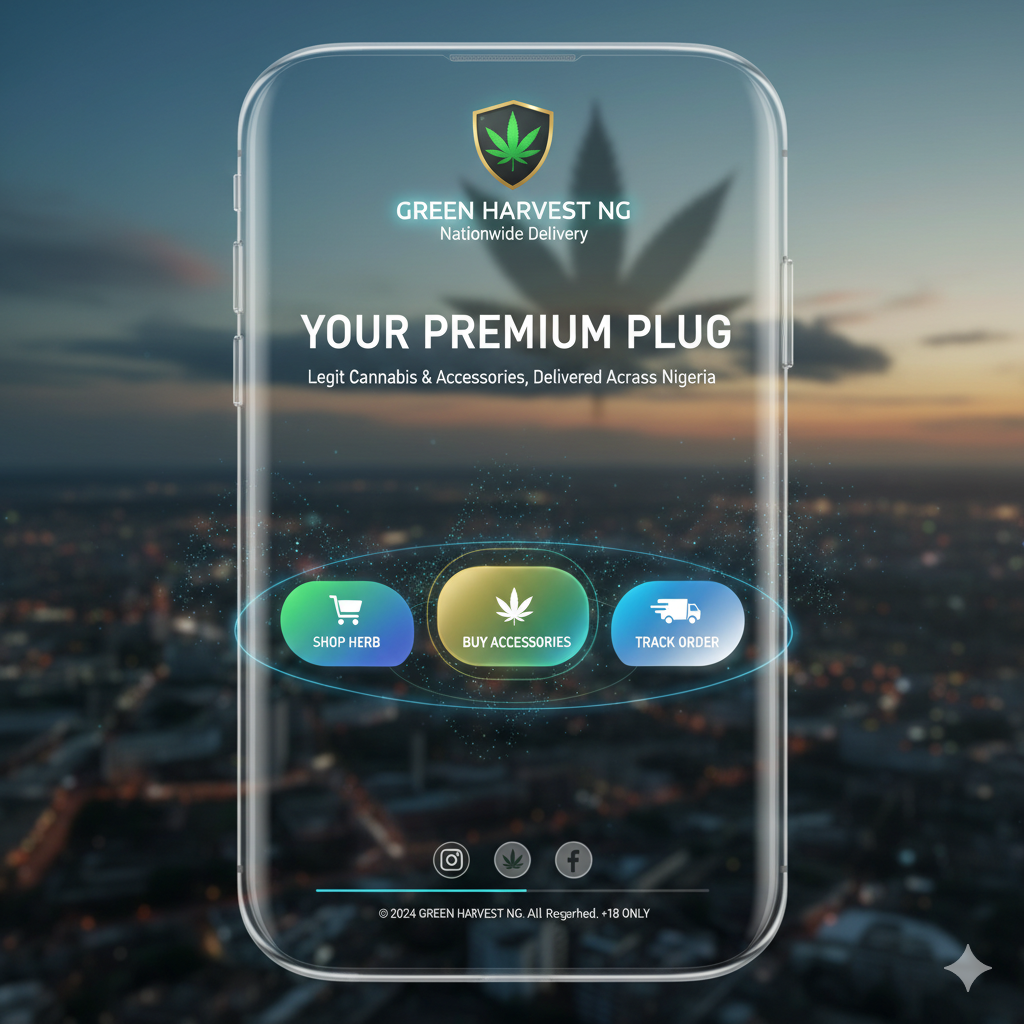 GREEN HARVEST NG
Nationwide Delivery
YOUR PREMIUM PLUG
Legit Cannabis & Accessories, Delivered Acrass Nigeria
SHOP HERB
BUY ACCESSORIES
TRACK ORDER
© 2024 GREEN HARVEST NG. All Regerhed. +18 ONLY